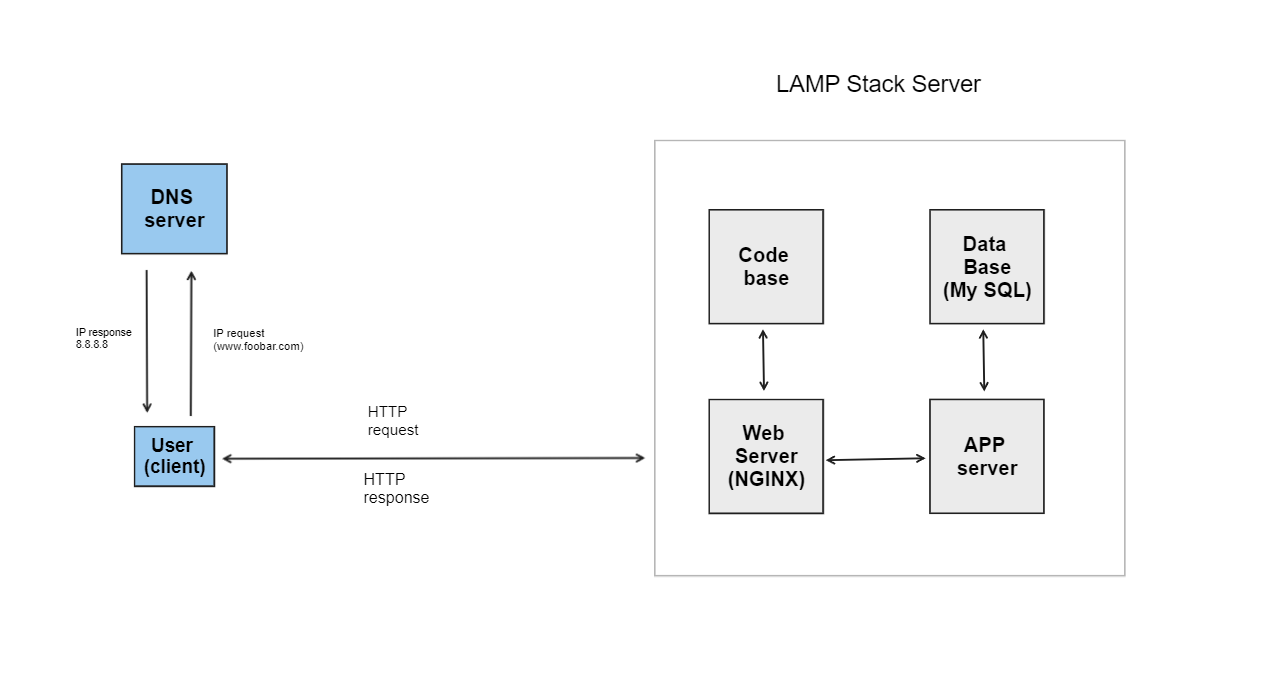 LAMP Stack Server
DNS
server
IP response
8.8.8.8
IP request
(www.foobar.com)
User
(client)
HTTP
request
HTTP
response
Code
base
Data
Base
(My SQL)
Web
Server
(NGINX)
APP
server